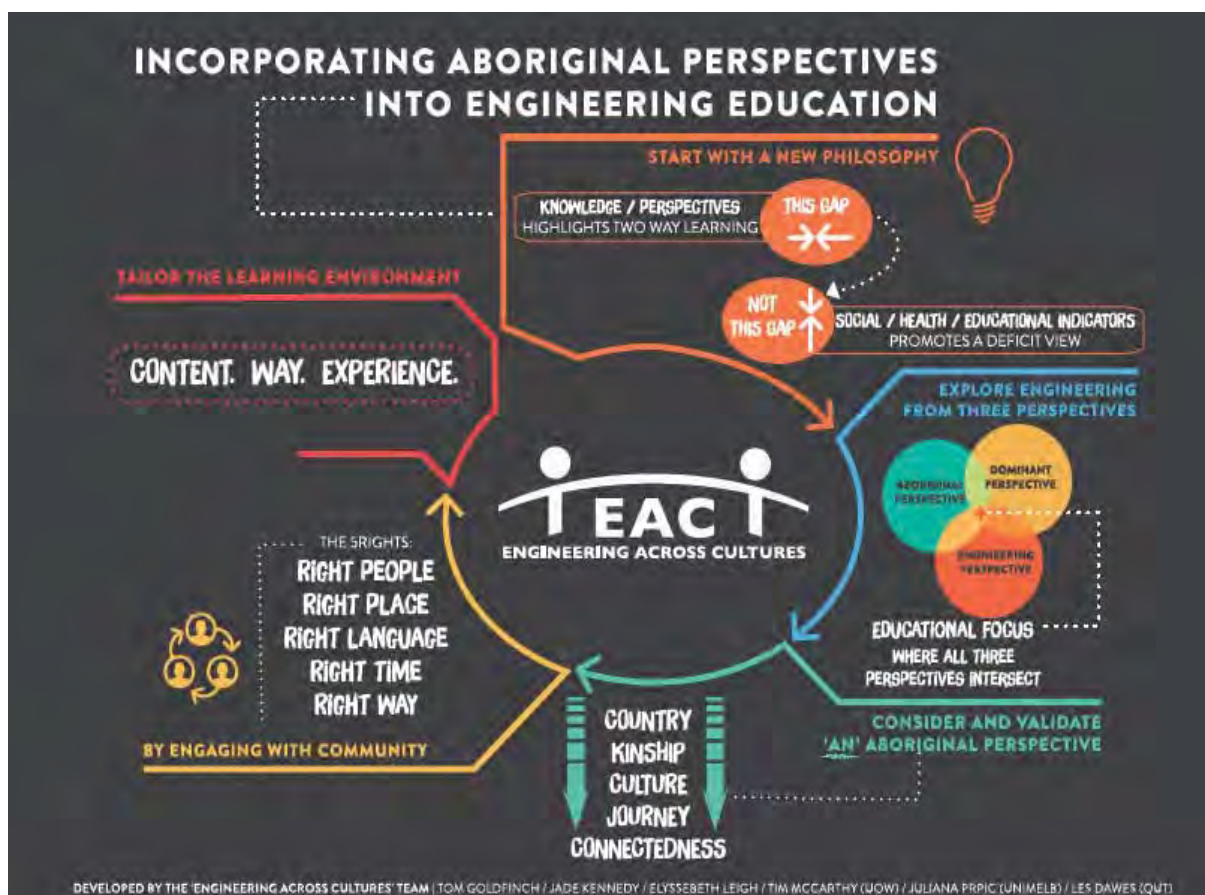 INCORPORATING ABORIGINAL PERSPECTIVES
INTO ENGINEERING EDUCATION
START WITH A NEW PHILOSOPHY
KNOWLEDGE / PERSPECTIVES
HIGHLIGHTS TWO WAY LEARNING
THIS GAP
NOT
THIS GAP
SOCIAL / HEALTH / EDUCATIONAL INDICATORS
PROMOTES A DEFICIT VIEW
EXPLORE ENGINEERING
FROM THREE PERSPECTIVES
ABORIGINAL
PERSPECTIVE
DOMINANT
PERSPECTIVE
ENGINEERING
PERSPECTIVE
EDUCATIONAL FOCUS
WHERE ALL THREE
PERSPECTIVES INTERSECT
CONSIDER AND VALIDATE
'AN' ABORIGINAL PERSPECTIVE
COUNTRY
KINSHIP
CULTURE
JOURNEY
CONNECTEDNESS
BY ENGAGING WITH COMMUNITY
THE 5RIGHTS:
RIGHT PEOPLE
RIGHT PLACE
RIGHT LANGUAGE
RIGHT TIME
RIGHT WAY
TAILOR THE LEARNING ENVIRONMENT
CONTENT. WAY. EXPERIENCE.
EAC
ENGINEERING ACROSS CULTURES
DEVELOPED BY THE 'ENGINEERING ACROSS CULTURES' TEAM | TOM GOLDFINCH / JADE KENNEDY / ELYSSEBETH LEIGH / TIM MCCARTHY (UOW) / JULIANA PRPIC (UNIMELB) / LES DAWES (QUT)